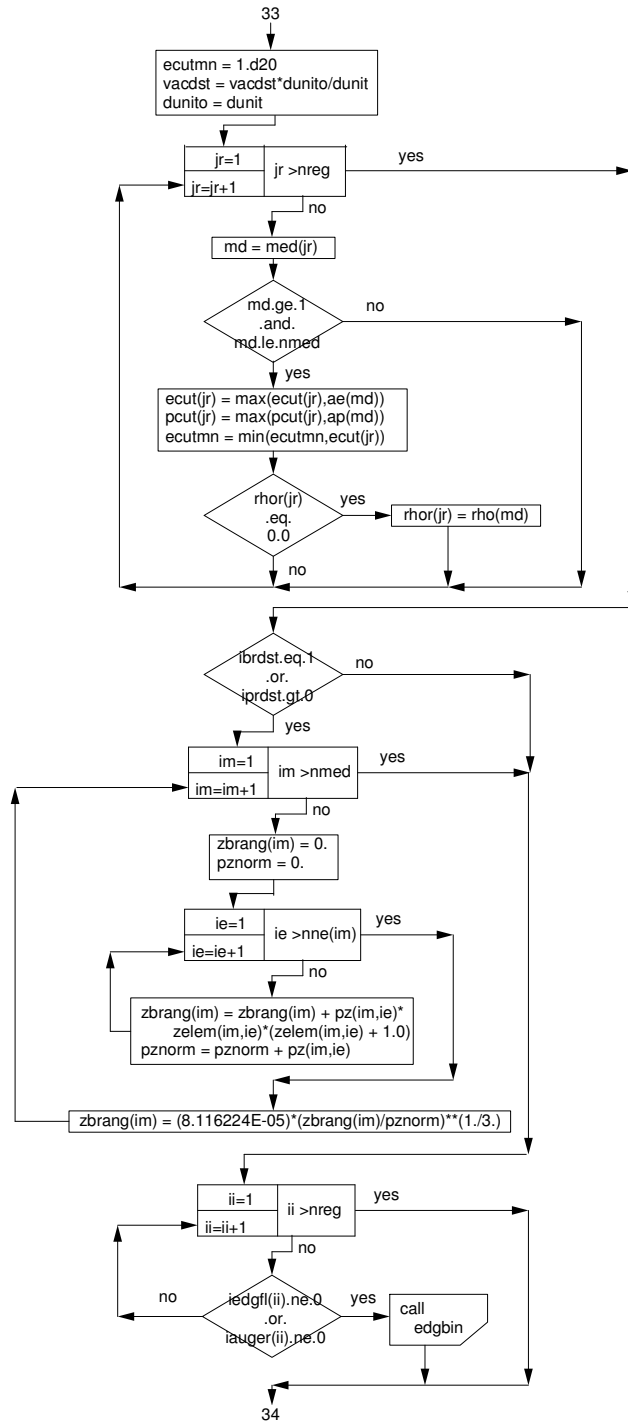 33
ecutmn = 1.d20
vacdst = vacdst*dunito/dunit
dunito = dunit
jr=1
jr=jr+1
jr >nreg
yes
no
md = med(jr)
md.ge.1
.and.
md.le.nmed
no
yes
ecut(jr) = max(ecut(jr),ae(md))
pcut(jr) = max(pcut(jr),ap(md))
ecutmn = min(ecutmn,ecut(jr))
rhor(jr)
.eq.
0.0
yes
rhor(jr) = rho(md)
no
ibrdst.eq.1
.or.
iprdst.gt.0
no
yes
im=1
im=im+1
im >nmed
yes
no
zbrang(im) = 0.
pznorm = 0.
ie=1
ie=ie+1
ie >nne(im)
yes
no
zbrang(im) = zbrang(im) + pz(im,ie)*
zelem(im,ie)*(zelem(im,ie) + 1.0)
pznorm = pznorm + pz(im,ie)
zbrang(im) = (8.116224E-05)*(zbrang(im)/pznorm)**(1./3.)
ii=1
ii=ii+1
ii >nreg
yes
no
iedgfl(ii).ne.0
.or.
iauger(ii).ne.0
no
yes
call
edgbin
34